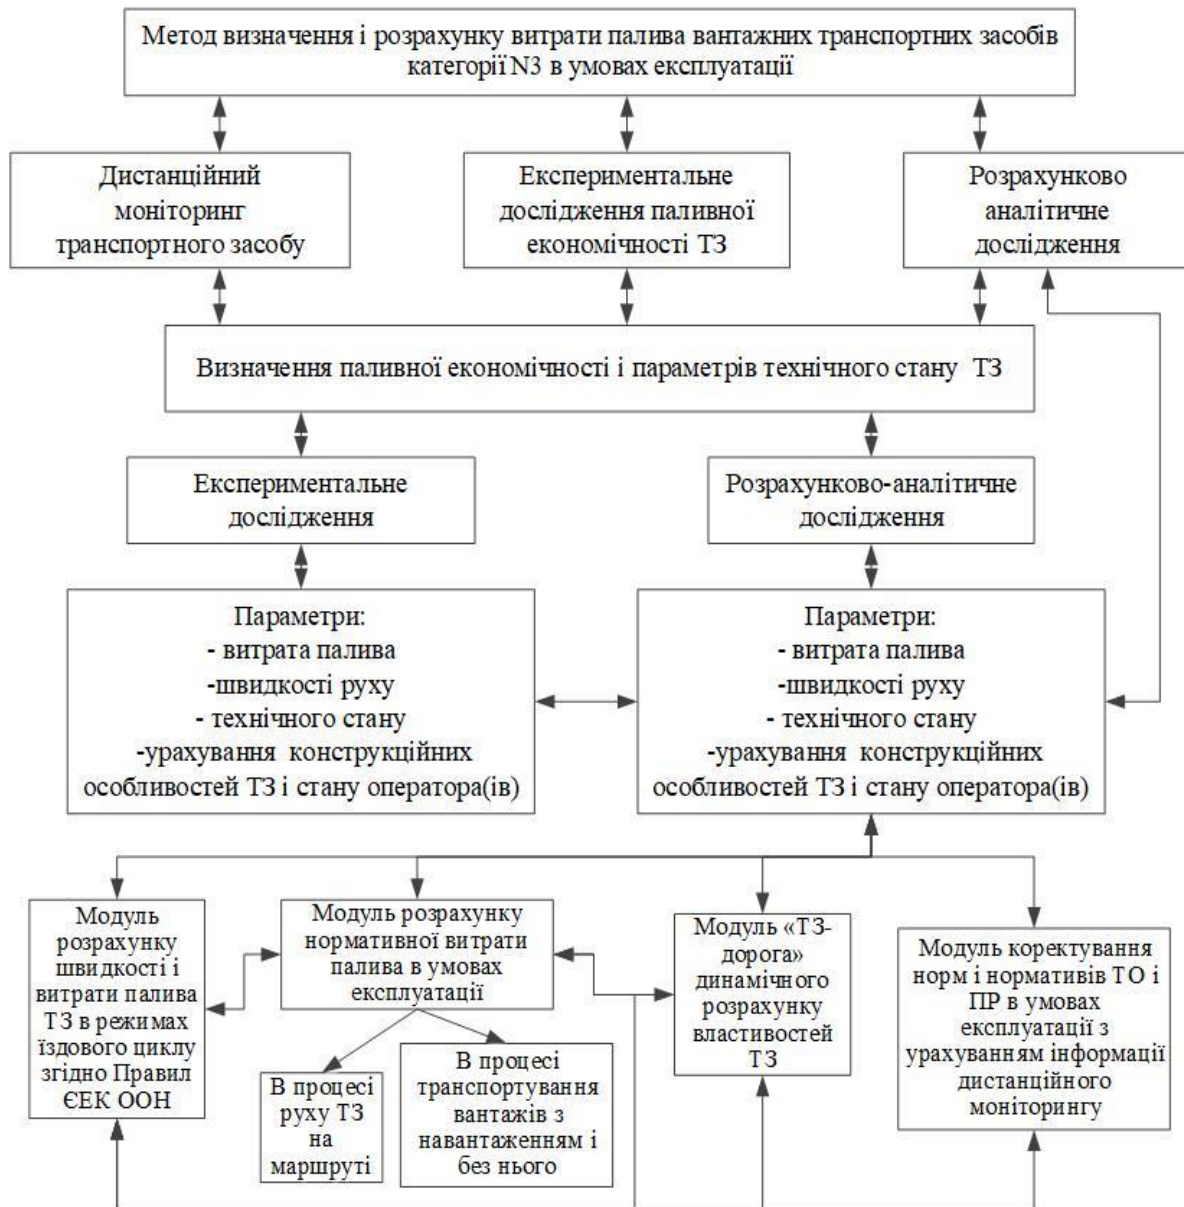 Метод визначення і розрахунку витрати палива вантажних транспортних засобів
категорії N3 в умовах експлуатації
Дистанційний
моніторинг
транспортного засобу
Експериментальне
дослідження паливної
економічності ТЗ
Розрахунково
аналітичне
дослідження
Визначення паливної економічності і параметрів технічного стану ТЗ
Експериментальне
дослідження
Розрахунково-аналітичне
дослідження
Параметри:
- витрата палива
-швидкості руху
- технічного стану
-урахування конструкційних
особливостей ТЗ і стану оператора(ів)
Параметри:
- витрата палива
-швидкості руху
- технічного стану
-урахування конструкційних
особливостей ТЗ і стану оператора(ів)
Модуль
розрахунку
швидкості і
витрати палива
ТЗ в режимах
їздового циклу
згідно Правил
ЄЕК ООН
Модуль розрахунку
нормативної витрати
палива в умовах
експлуатації
В процесі
руху ТЗ
на
маршруті
В процесі
транспортування
вантажів з
навантаженням і
без нього
Модуль «ТЗ-
дорога»
динамічного
розрахунку
властивостей
ТЗ
Модуль коректування
норм і нормативів ТО і
ПР в умовах
експлуатації з
урахуванням інформації
дистанційного
моніторингу